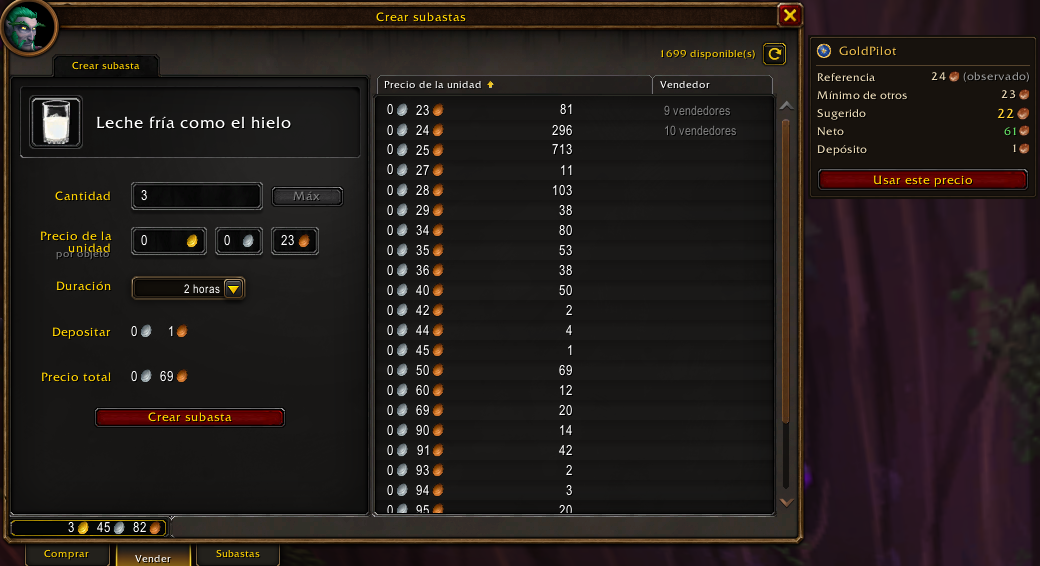 Crear subastas
1699 disponible(s)
Crear subasta
Leche fría como el hielo
Cantidad 3 Máx
Precio de la unidad 0 0 23
por objeto
Duración 2 horas
Depositar 0 1
Precio total 0 69
Crear subasta
Precio de la unidad Vendedor
0 23 81 9 vendedores
0 24 296 10 vendedores
0 25 713
0 27 11
0 28 103
0 29 38
0 34 80
0 35 53
0 36 38
0 40 50
0 42 2
0 44 4
0 45 1
0 50 69
0 60 12
0 69 20
0 90 14
0 91 42
0 93 2
0 94 3
0 95 20
3 45 82
Comprar Vender Subastas
GoldPilot
Referencia 24 (observado)
Mínimo de otros 23
Sugerido 22
Neto 61
Depósito 1
Usar este precio